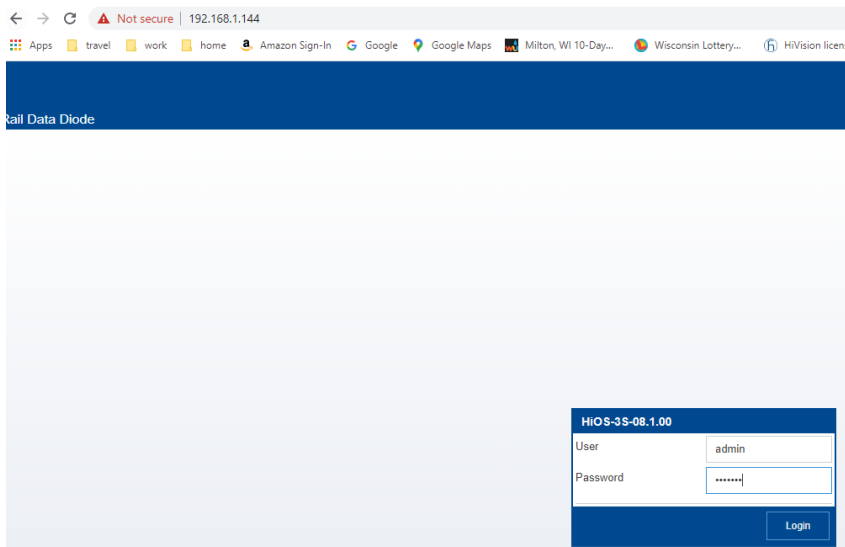 Not secure | 192.168.1.144
Apps travel work home Amazon Sign-In Google Google Maps Milton, WI 10-Day... Wisconsin Lottery... HiVision licen
Rail Data Diode
HiOS-3S-08.1.00
User admin
Password •••••••
Login